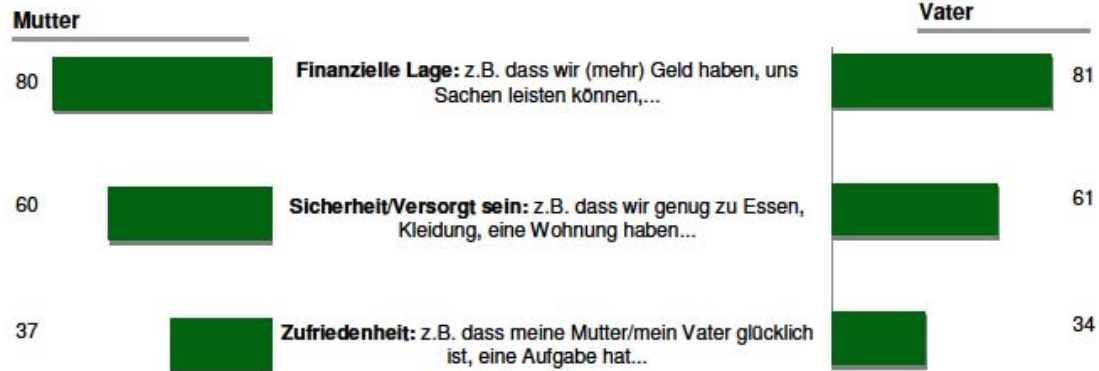 Mutter
Vater
80
Finanzielle Lage: z.B. dass wir (mehr) Geld haben, uns
Sachen leisten können,...
81
60
Sicherheit/Versorgt sein: z.B. dass wir genug zu Essen,
Kleidung, eine Wohnung haben...
61
37
Zufriedenheit: z.B. dass meine Mutter/mein Vater glücklich
ist, eine Aufgabe hat...
34